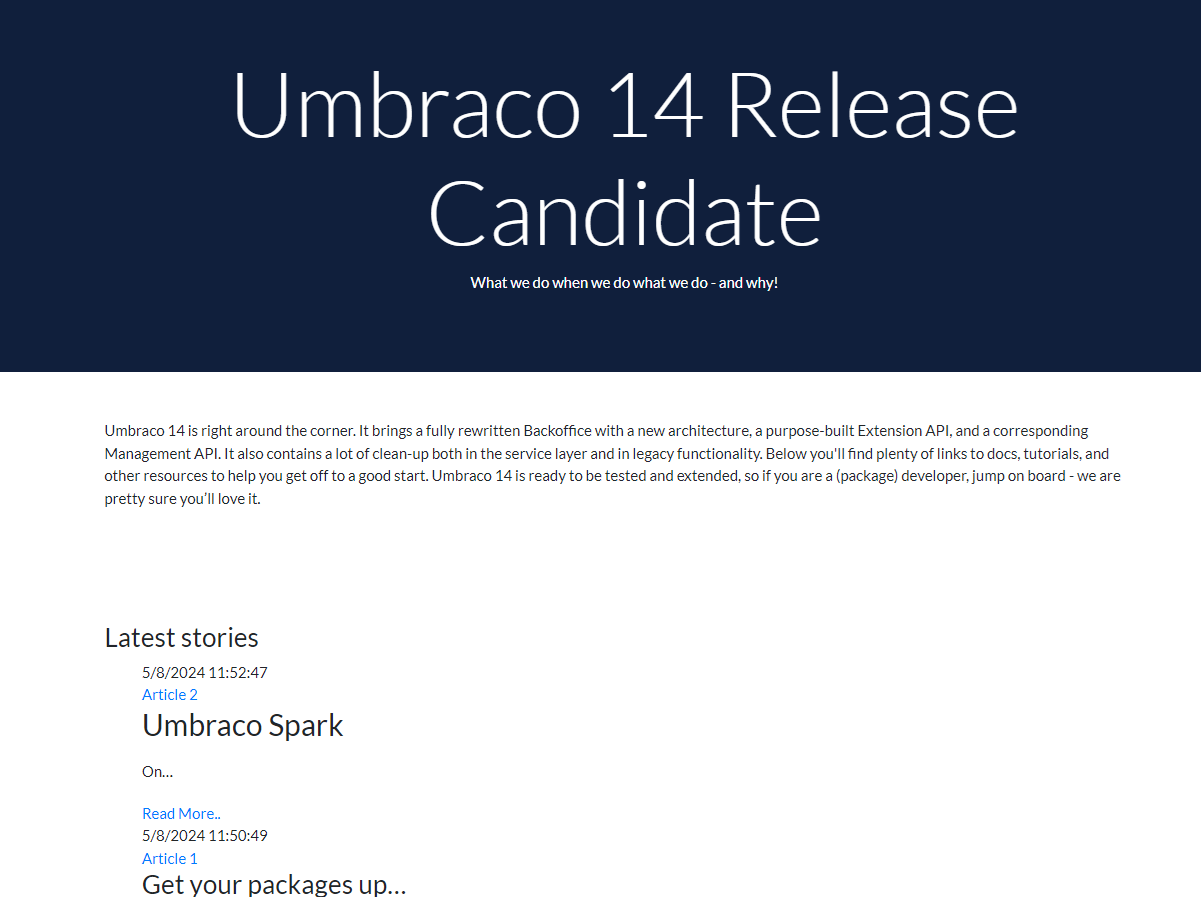 Umbraco 14 Release
Candidate
What we do when we do what we do - and why!
Umbraco 14 is right around the corner. It brings a fully rewritten Backoffice with a new architecture, a purpose-built Extension API, and a corresponding
Management API. It also contains a lot of clean-up both in the service layer and in legacy functionality. Below you'll find plenty of links to docs, tutorials, and
other resources to help you get off to a good start. Umbraco 14 is ready to be tested and extended, so if you are a (package) developer, jump on board - we are
pretty sure you’ll love it.
Latest stories
5/8/2024 11:52:47
Article 2
Umbraco Spark
On...
Read More..
5/8/2024 11:50:49
Article 1
Get your packages up...